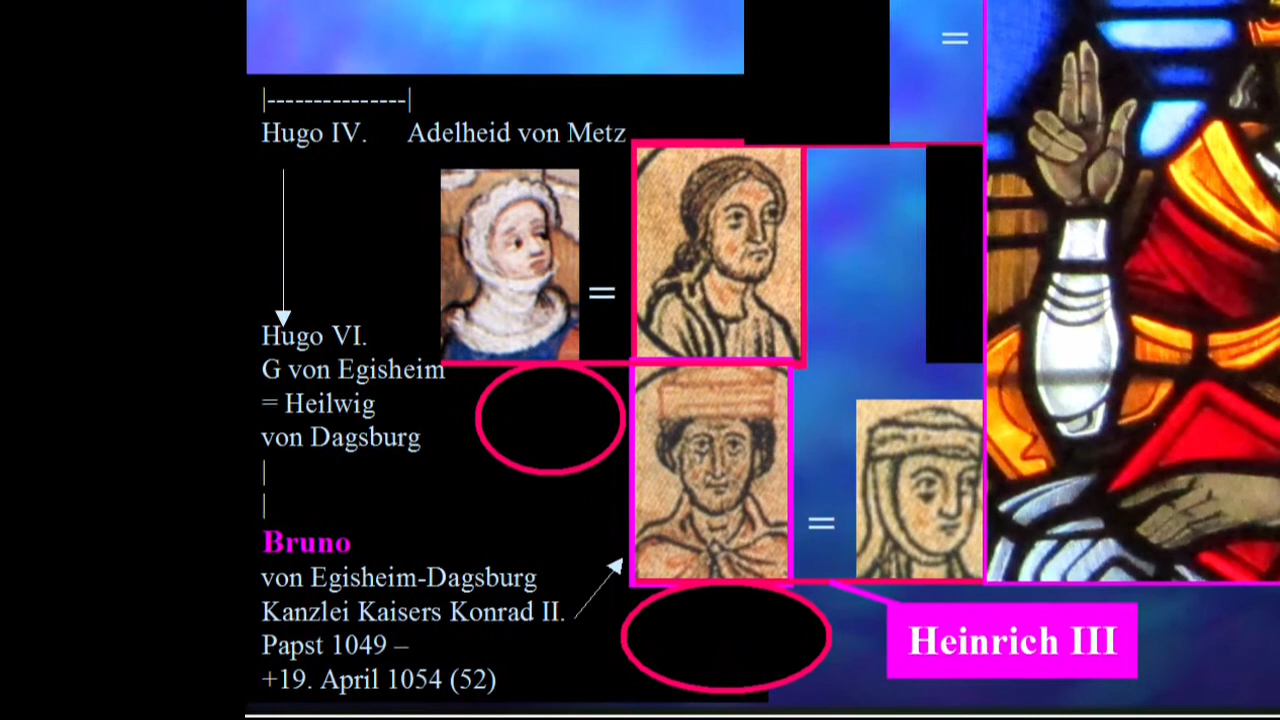 =
|---------------|
Hugo IV. Adelheid von Metz
=
Hugo VI.
G von Egisheim
= Heilwig
von Dagsburg
|
|
=
Bruno
von Egisheim-Dagsburg
Kanzlei Kaisers Konrad II.
Papst 1049 –
+19. April 1054 (52)
Heinrich III